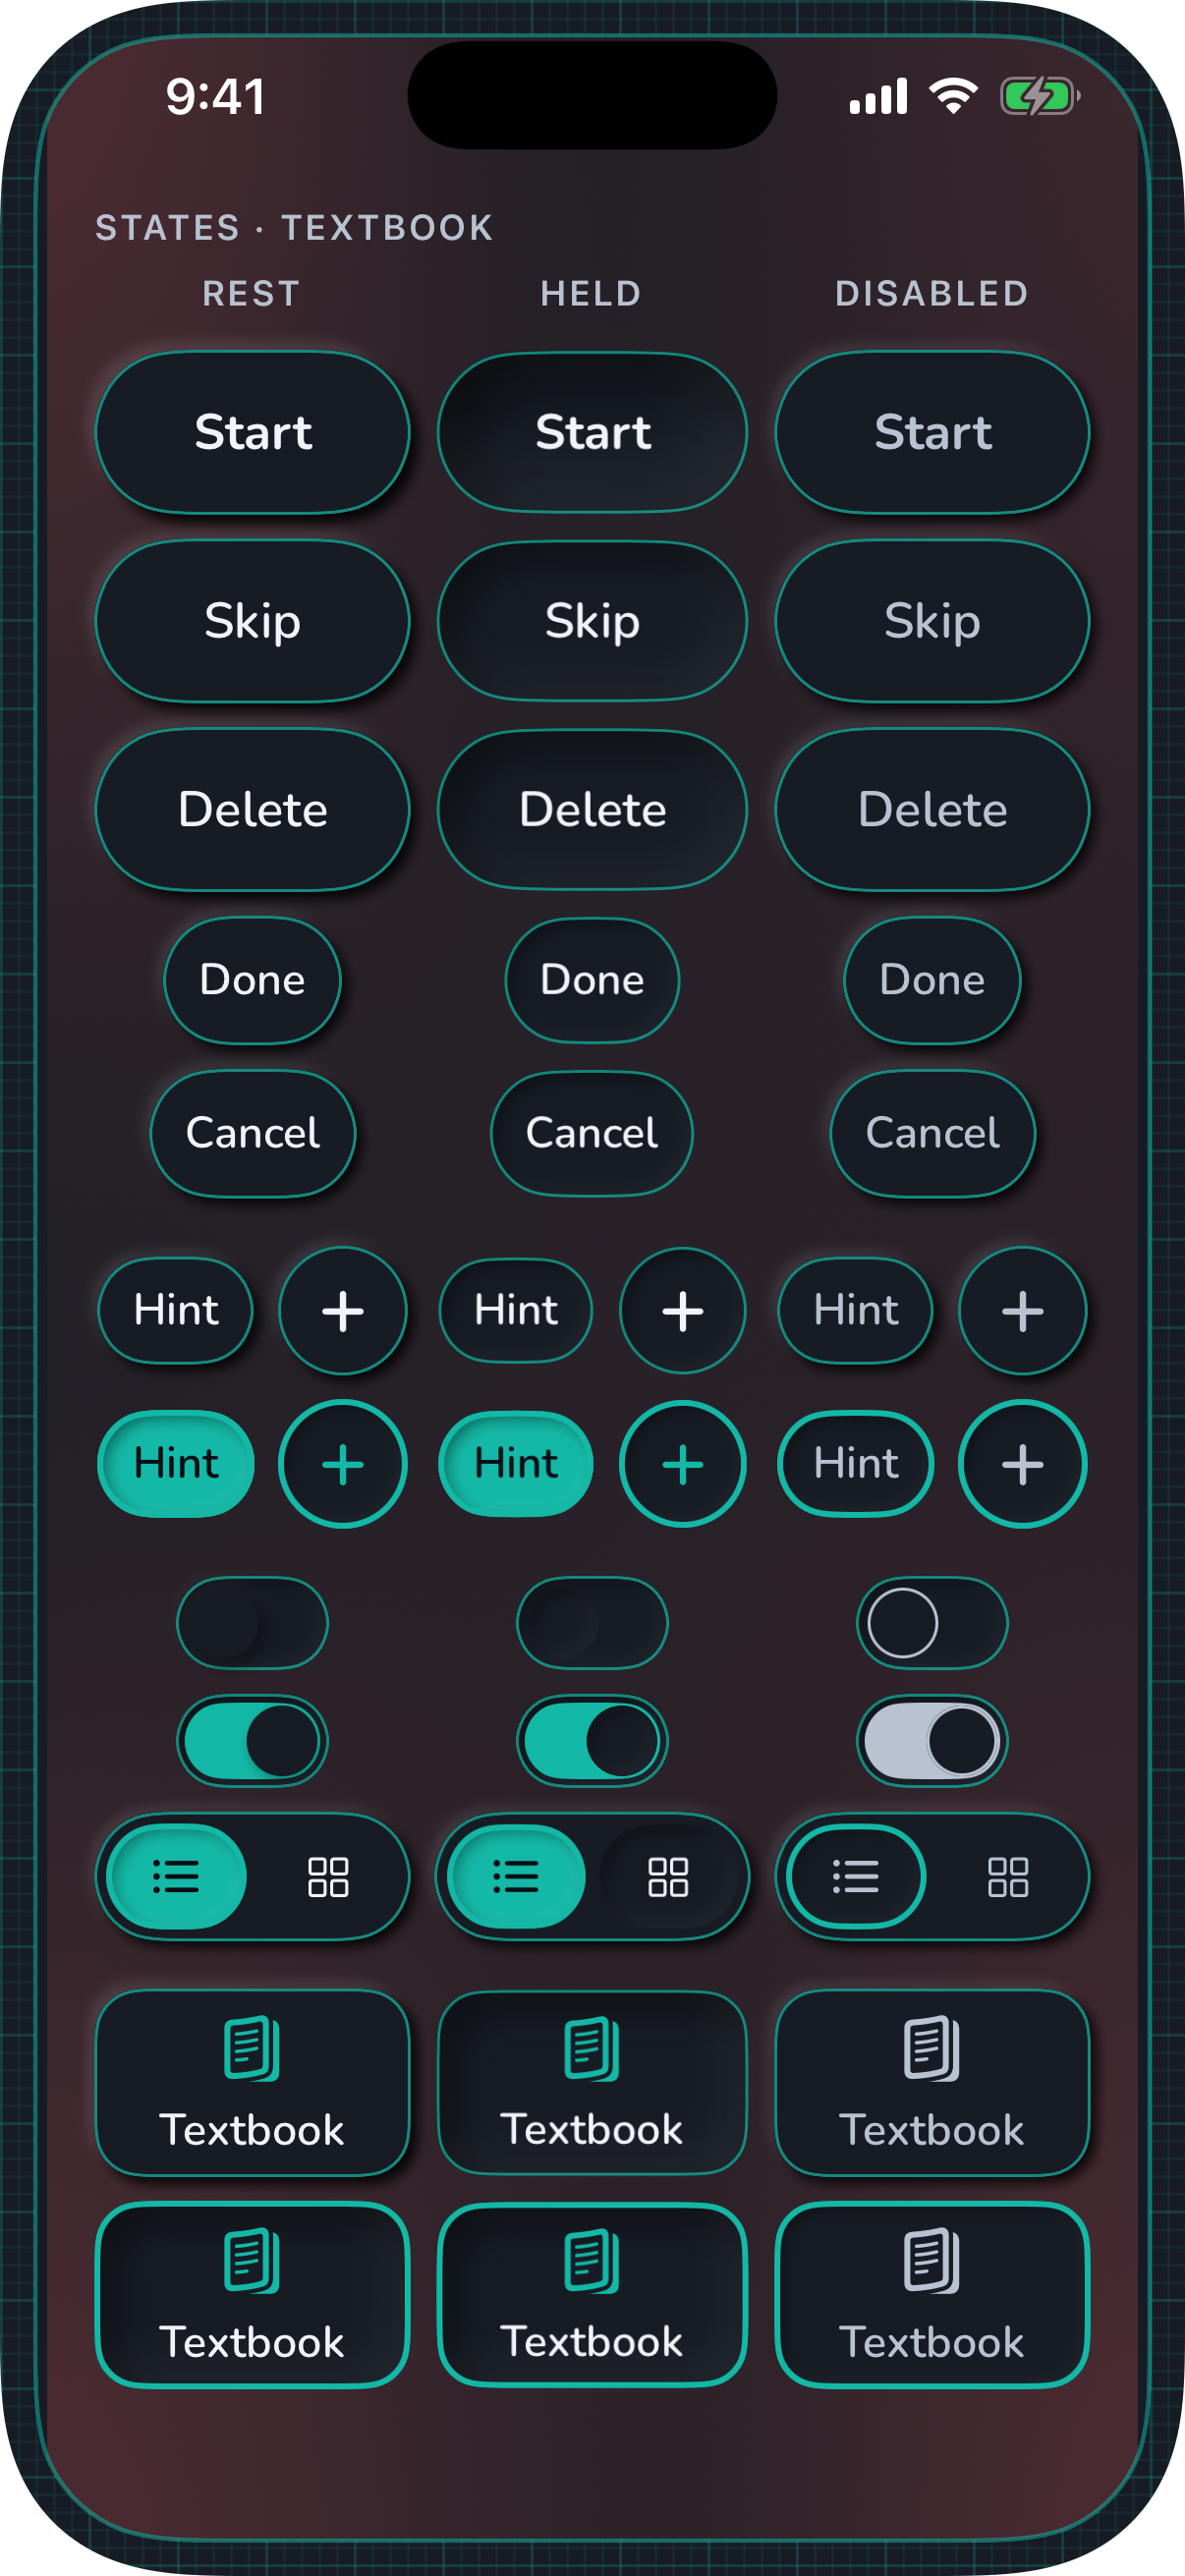 9:41
STATES · TEXTBOOK
REST HELD DISABLED
Start Start Start
Skip Skip Skip
Delete Delete Delete
Done Done Done
Cancel Cancel Cancel
Hint + Hint + Hint +
Hint + Hint + Hint +
Textbook Textbook Textbook
Textbook Textbook Textbook